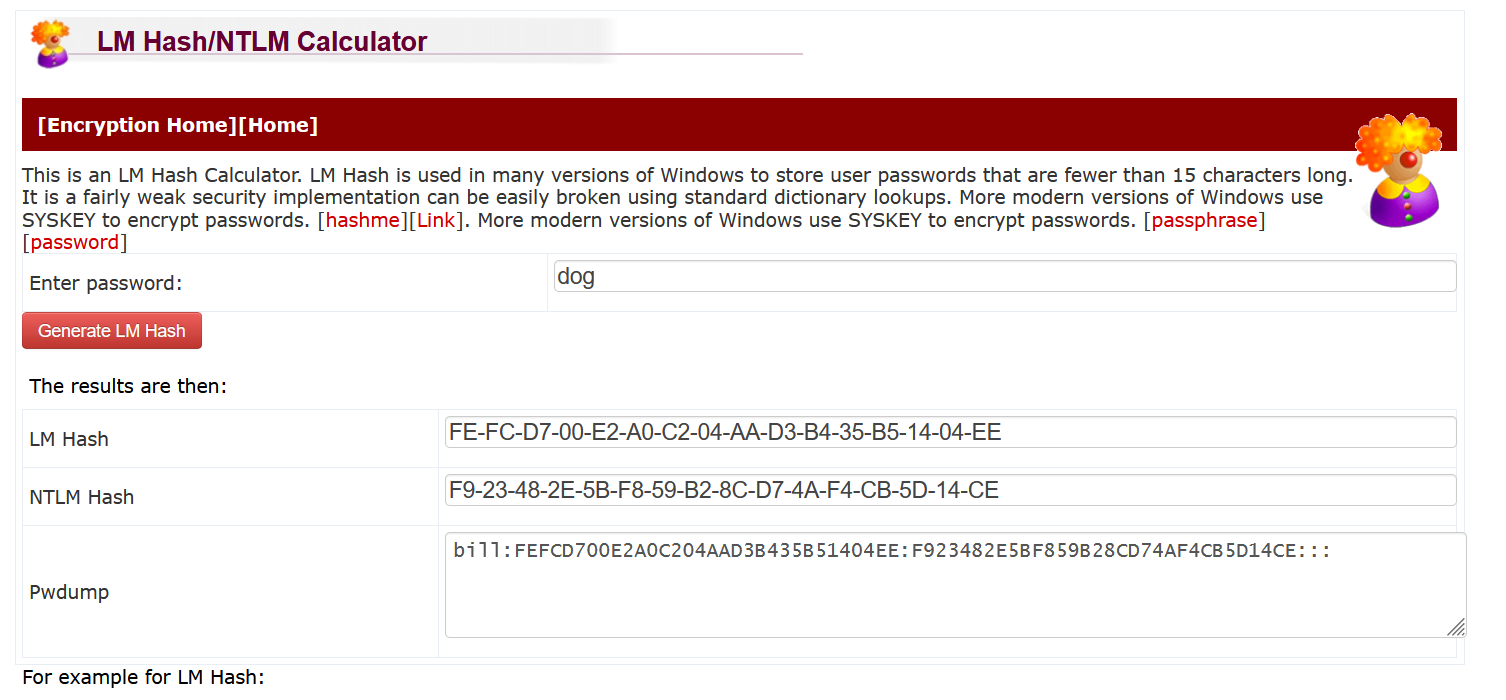 LM Hash/NTLM Calculator
[Encryption Home][Home]
This is an LM Hash Calculator. LM Hash is used in many versions of Windows to store user passwords that are fewer than 15 characters long.
It is a fairly weak security implementation can be easily broken using standard dictionary lookups. More modern versions of Windows use
SYSKEY to encrypt passwords. [hashme][Link]. More modern versions of Windows use SYSKEY to encrypt passwords. [passphrase]
[password]
Enter password: dog
Generate LM Hash
The results are then:
LM Hash FE-FC-D7-00-E2-A0-C2-04-AA-D3-B4-35-B5-14-04-EE
NTLM Hash F9-23-48-2E-5B-F8-59-B2-8C-D7-4A-F4-CB-5D-14-CE
bill:FEFCD700E2A0C204AAD3B435B51404EE:F923482E5BF859B28CD74AF4CB5D14CE:::
Pwdump
For example for LM Hash: